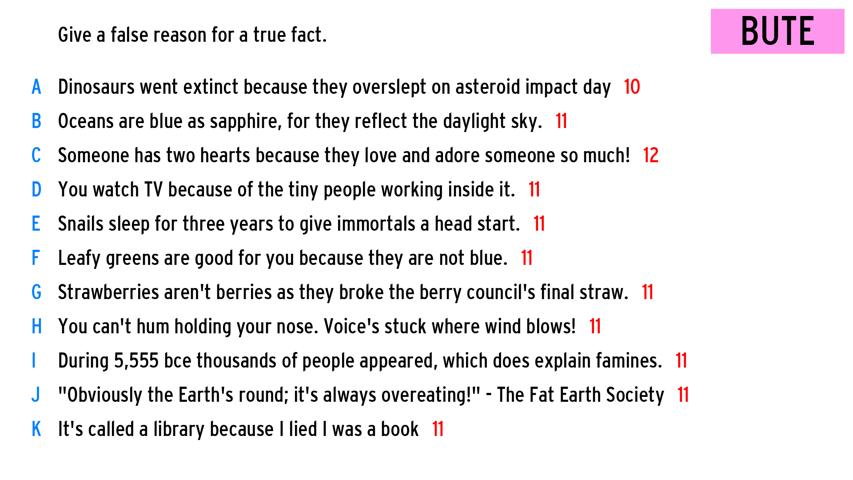 Give a false reason for a true fact.
BUTE
A Dinosaurs went extinct because they overslept on asteroid impact day 10
B Oceans are blue as sapphire, for they reflect the daylight sky. 11
C Someone has two hearts because they love and adore someone so much! 12
D You watch TV because of the tiny people working inside it. 11
E Snails sleep for three years to give immortals a head start. 11
F Leafy greens are good for you because they are not blue. 11
G Strawberries aren't berries as they broke the berry council's final straw. 11
H You can't hum holding your nose. Voice's stuck where wind blows! 11
I During 5,555 bce thousands of people appeared, which does explain famines. 11
J "Obviously the Earth's round; it's always overeating!" - The Fat Earth Society 11
K It's called a library because I lied I was a book 11